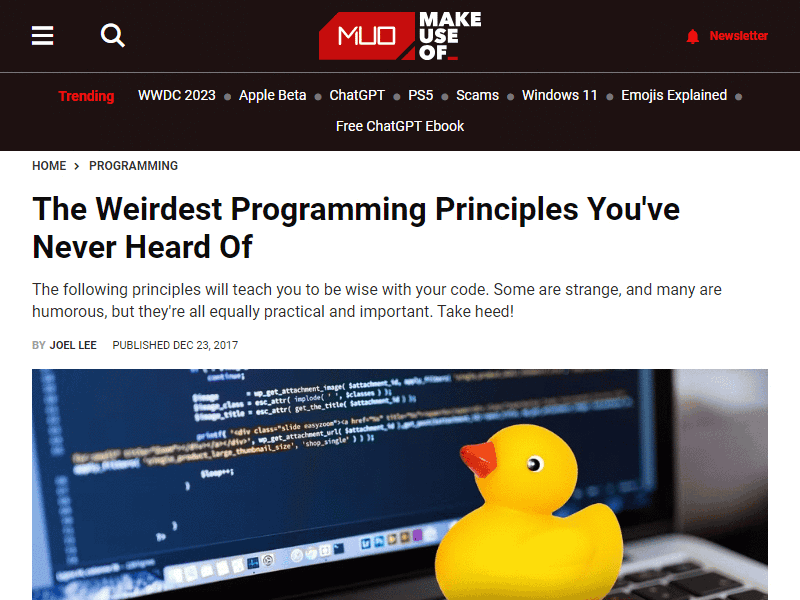 MUO
MAKE
USE
OF_
Newsletter
Trending WWDC 2023 ● Apple Beta ● ChatGPT ● PS5 ● Scams ● Windows 11 ● Emojis Explained ●
Free ChatGPT Ebook
HOME > PROGRAMMING
The Weirdest Programming Principles You've
Never Heard Of
The following principles will teach you to be wise with your code. Some are strange, and many are
humorous, but they're all equally practical and important. Take heed!
BY JOEL LEE PUBLISHED DEC 23, 2017
continue;
$image = wp_get_attachment_image( $attachment_id, apply_filters(
$image_class = esc_attr( implode( ' ', $classes ) );
$image_title = esc_attr( get_the_title( $attachment_id ) );
printf( '<div class="slide easyzoom"><a href="%s"
wp_get_attachment_url( $attachment_id ),
'shop_single' ) ) );
$loop++;
}
}